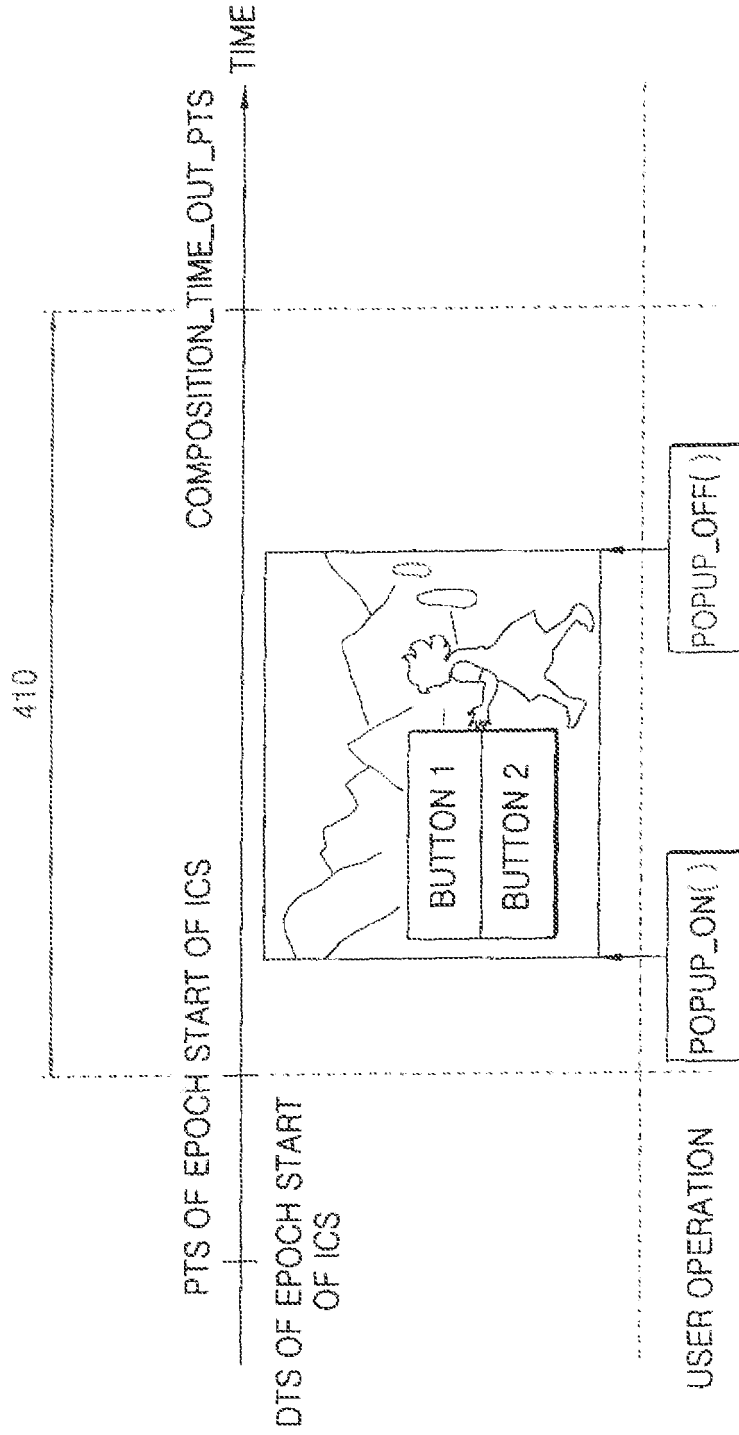 410
PTS OF EPOCH START OF ICS
COMPOSITION_TIME_OUT_PTS
TIME
DTS OF EPOCH START
OF ICS
BUTTON 1
BUTTON 2
USER OPERATION
POPUP_ON( )
POPUP_OFF( )